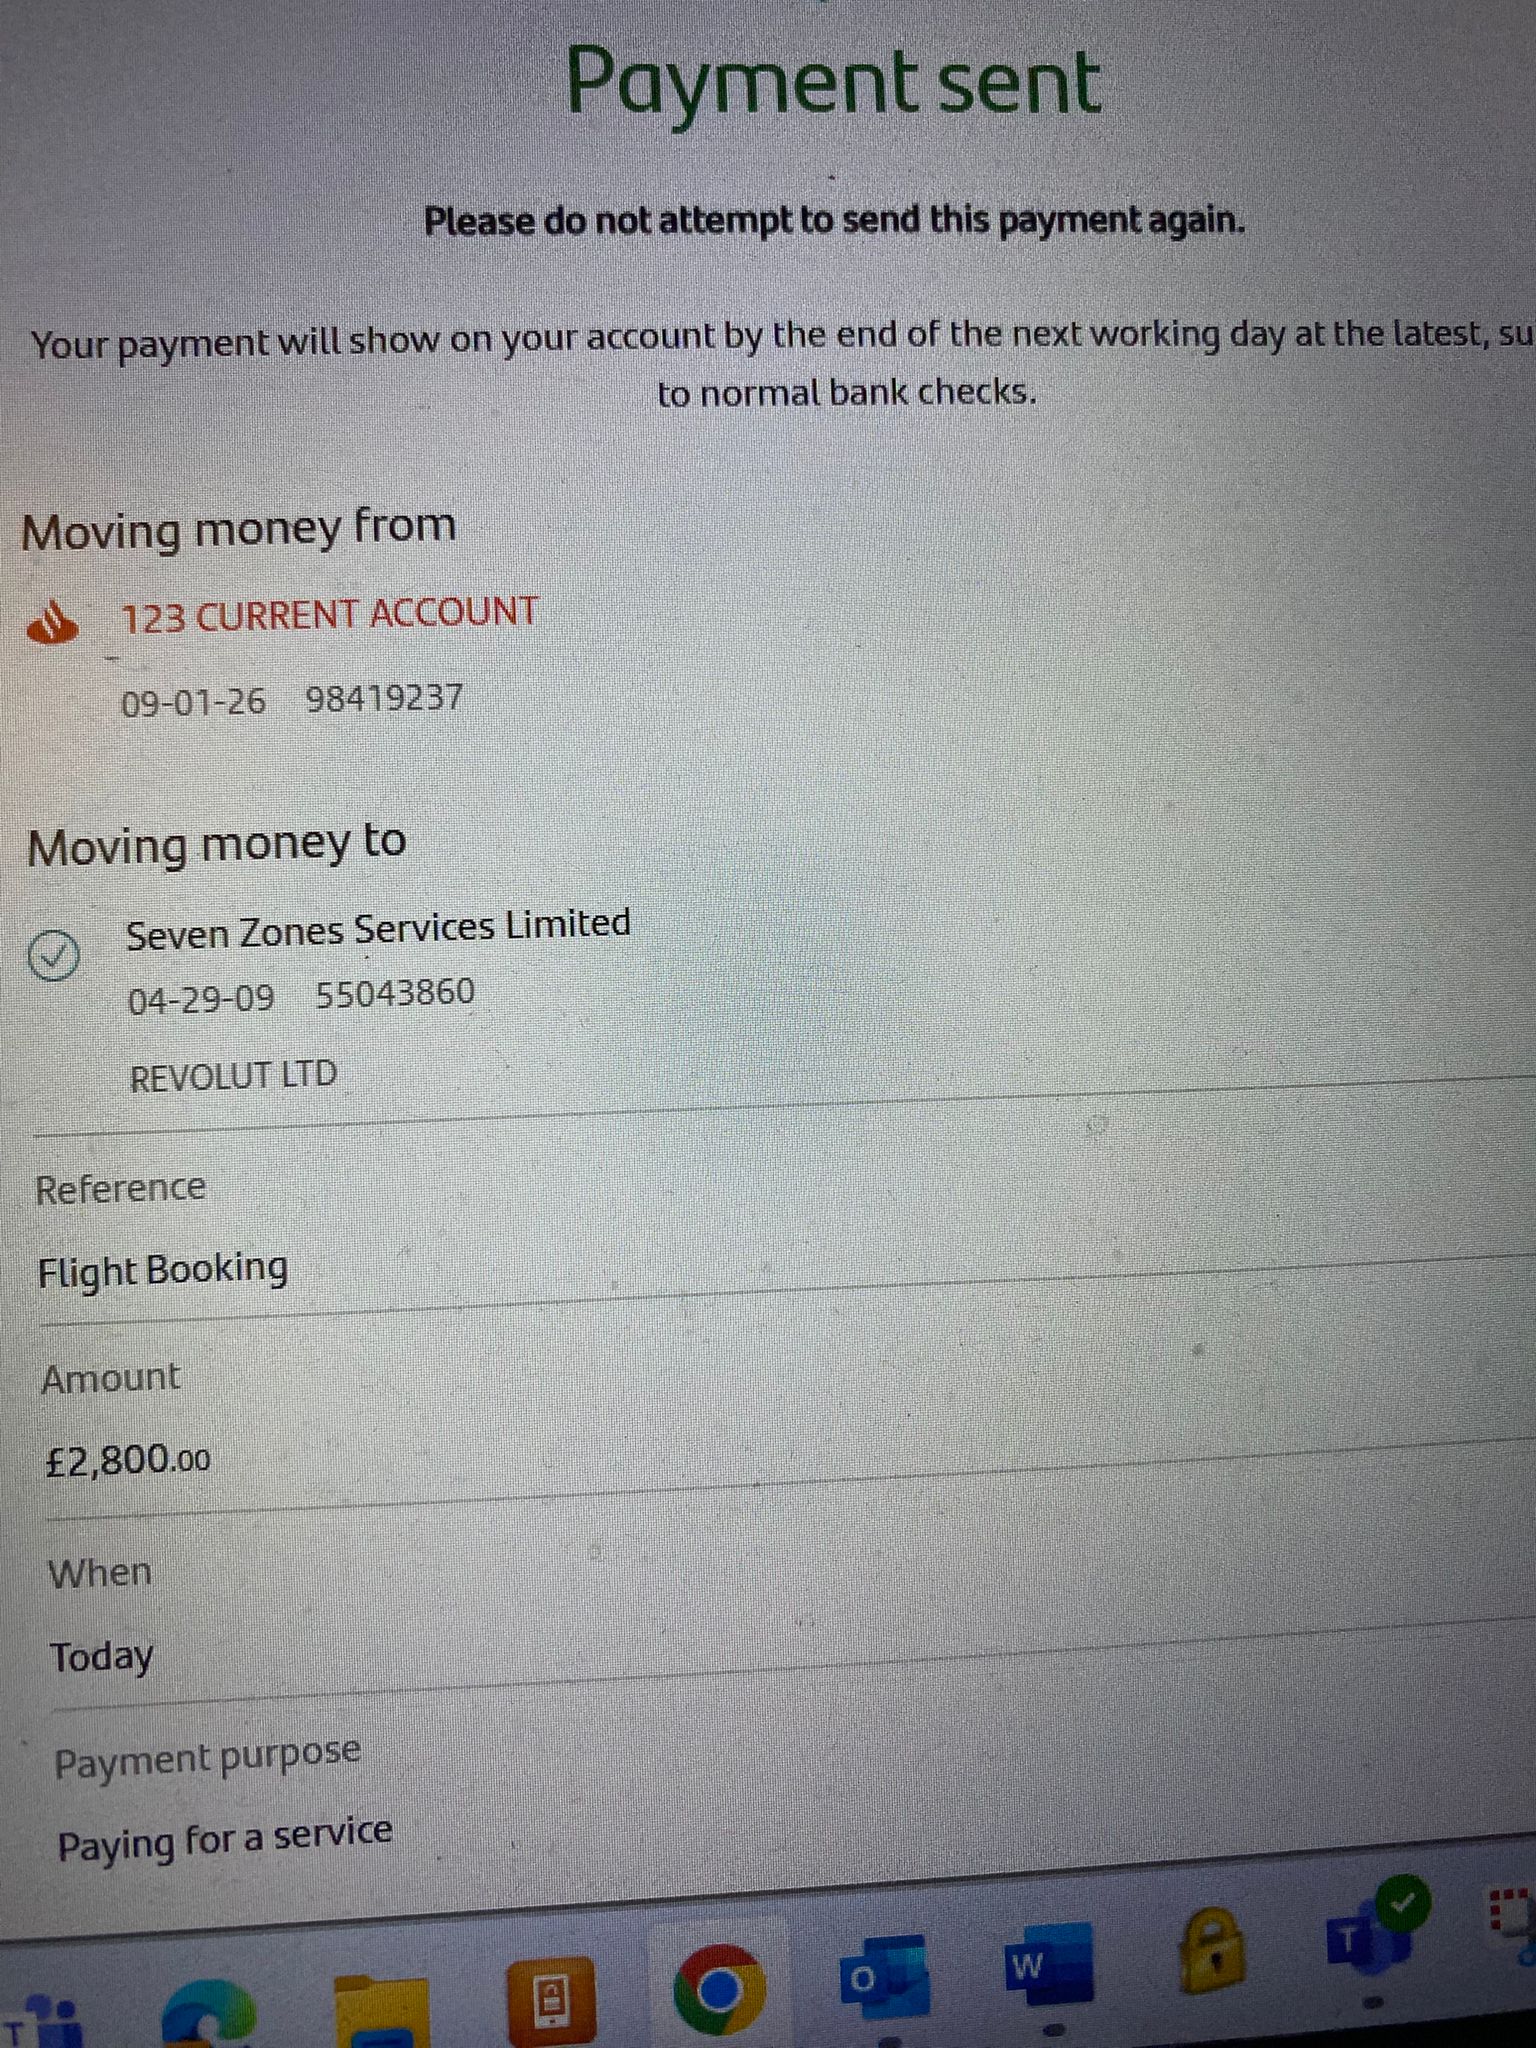 Payment sent
Please do not attempt to send this payment again.
Your payment will show on your account by the end of the next working day at the latest, su
to normal bank checks.
Moving money from
123 CURRENT ACCOUNT
09-01-26 98419237
Moving money to
Seven Zones Services Limited
04-29-09 55043860
REVOLUT LTD
Reference
Flight Booking
Amount
£2,800.00
When
Today
Payment purpose
Paying for a service
T O W T